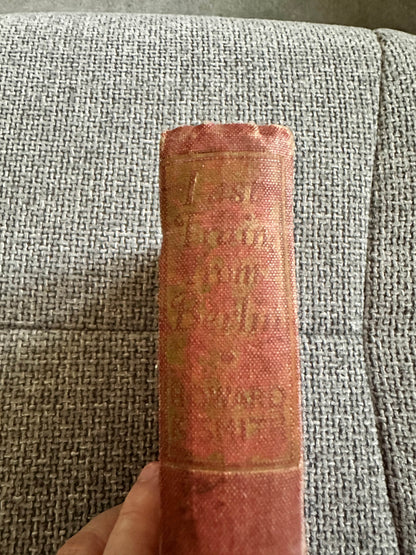 Last
Train
from
Berlin
HOWARD
K. SMITH